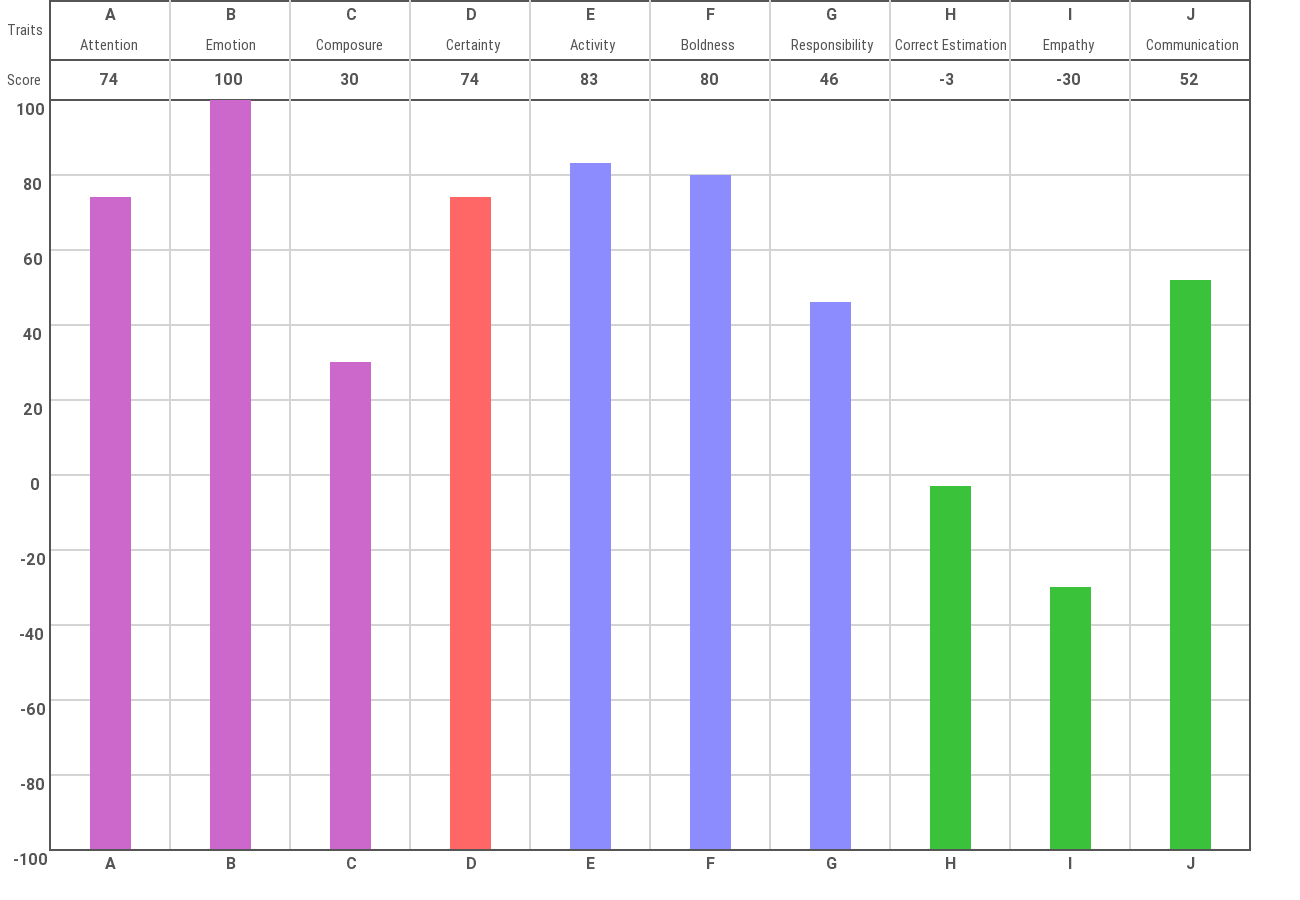 Traits A B C D E F G H I J
Attention Emotion Composure Certainty Activity Boldness Responsibility Correct Estimation Empathy Communication
Score 74 100 30 74 83 80 46 -3 -30 52
100
80
60
40
20
0
-20
-40
-60
-80
-100
A B C D E F G H I J